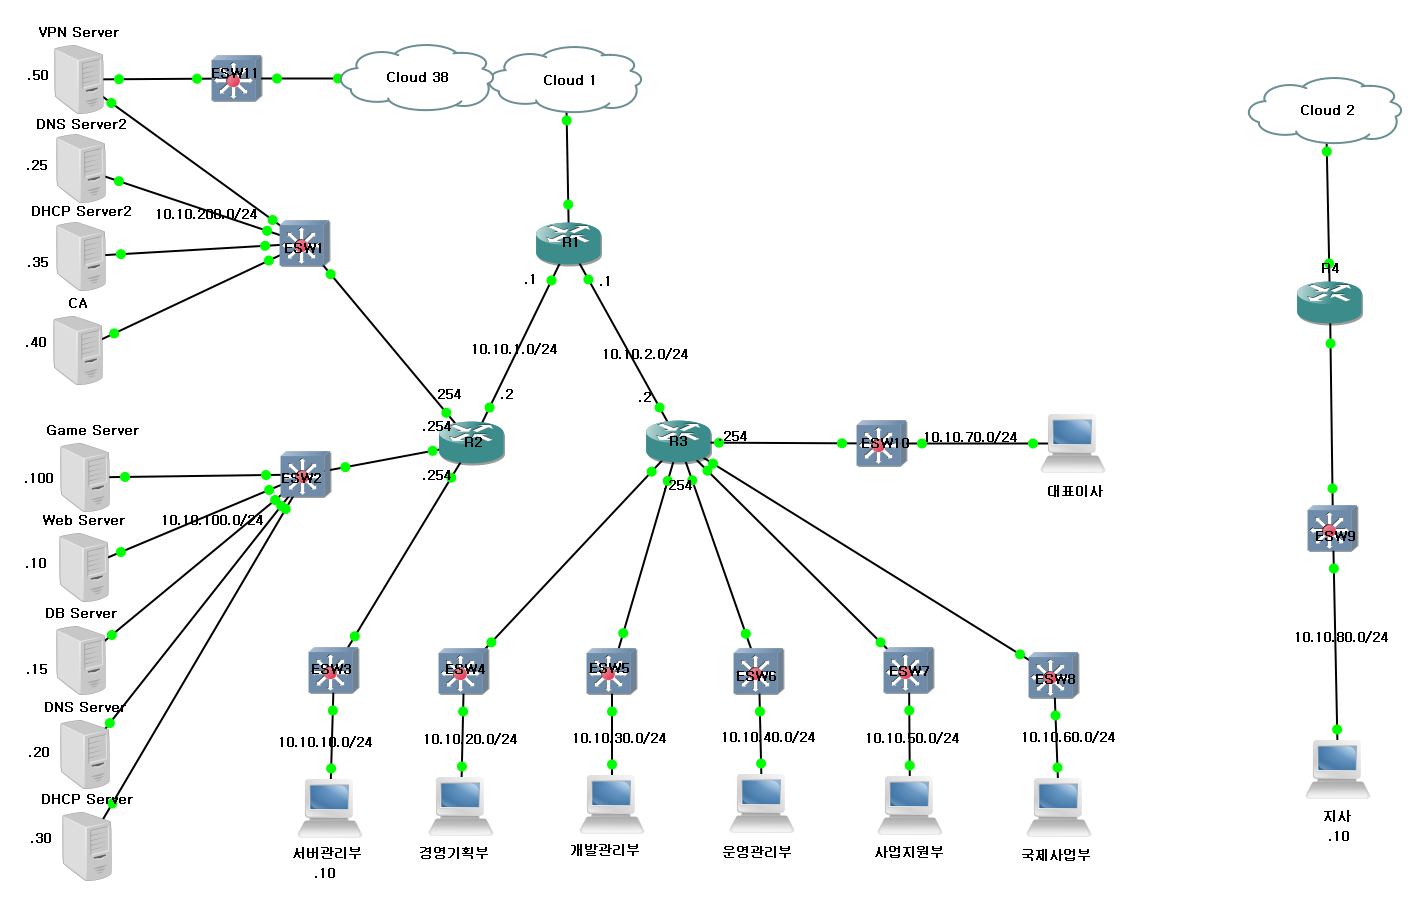 VPN Server
.50
ESW11
Cloud 38
Cloud 1
Cloud 2
DNS Server2
.25
DHCP Server2
10.10.200.0/24
.35
ESW1
R1
CA
.40
.1
.1
R4
10.10.1.0/24
10.10.2.0/24
.254
.2
.2
.254
R2
R3
.254
ESW10
10.10.70.0/24
대표이사
Game Server
.100
ESW2
.254
.254
Web Server
10.10.100.0/24
.10
ESW9
DB Server
.15
ESW3
ESW4
ESW5
ESW6
ESW7
ESW8
10.10.80.0/24
DNS Server
.20
10.10.10.0/24
10.10.20.0/24
10.10.30.0/24
10.10.40.0/24
10.10.50.0/24
10.10.60.0/24
DHCP Server
.30
서버관리부
.10
경영기획부
개발관리부
운영관리부
사업지원부
국제사업부
지사
.10